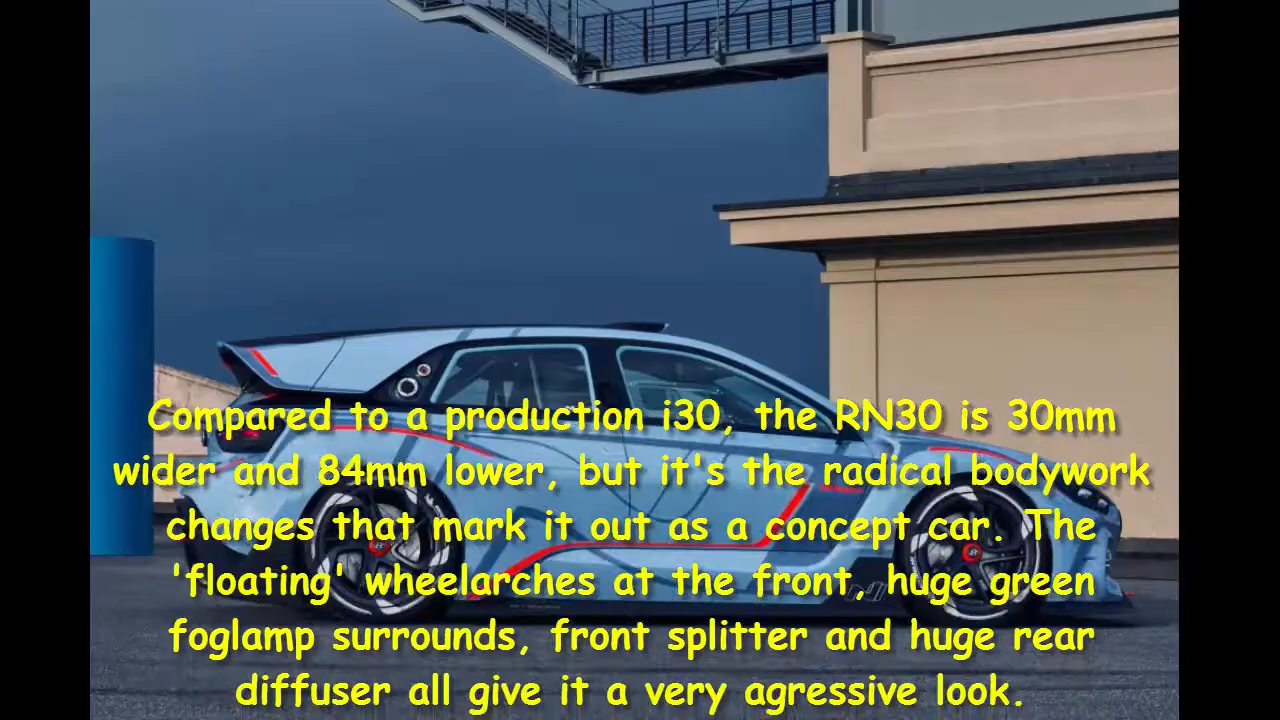 Compared to a production i30, the RN30 is 30mm
wider and 84mm lower, but it's the radical bodywork
changes that mark it out as a concept car. The
'floating' wheelarches at the front, huge green
foglamp surrounds, front splitter and huge rear
diffuser all give it a very agressive look.